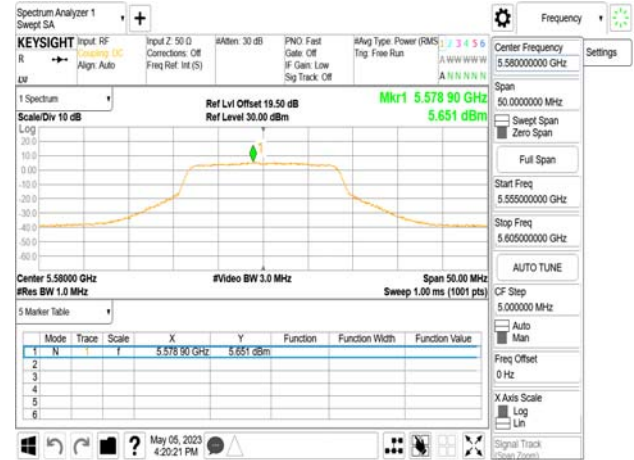 Spectrum Analyzer 1
Swept SA
Frequency
KEYSIGHT
R
Input: RF
Coupling: DC
Align: Auto
Input Z: 50 Ω
Corrections: Off
Freq Ref: Int (S)
#Atten: 30 dB
PNO: Fast
Gate: Off
IF Gain: Low
Sig Track: Off
#Avg Type: Power (RMS
Trig: Free Run
1 2 3 4 5 6
A W W W W W
A N N N N N
Center Frequency
5.580000000 GHz
Settings
Span
50.0000000 MHz
Swept Span
Zero Span
Full Span
Start Freq
5.555000000 GHz
Stop Freq
5.605000000 GHz
AUTO TUNE
CF Step
5.000000 MHz
Auto
Man
Freq Offset
0 Hz
X Axis Scale
Log
Lin
Signal Track
(Span Zoom)
1 Spectrum
Scale/Div 10 dB
Ref Lvl Offset 19.50 dB
Ref Level 30.00 dBm
Mkr1 5.578 90 GHz
5.651 dBm
Log
20.0
10.0
0.00
-10.0
-20.0
-30.0
-40.0
-50.0
-60.0
1
Center 5.58000 GHz
#Res BW 1.0 MHz
#Video BW 3.0 MHz
Span 50.00 MHz
Sweep 1.00 ms (1001 pts)
5 Marker Table
Mode Trace Scale X Y Function Function Width Function Value
1 N 1 f 5.578 90 GHz 5.651 dBm
2
3
4
5
6
?
May 05, 2023
4:20:21 PM